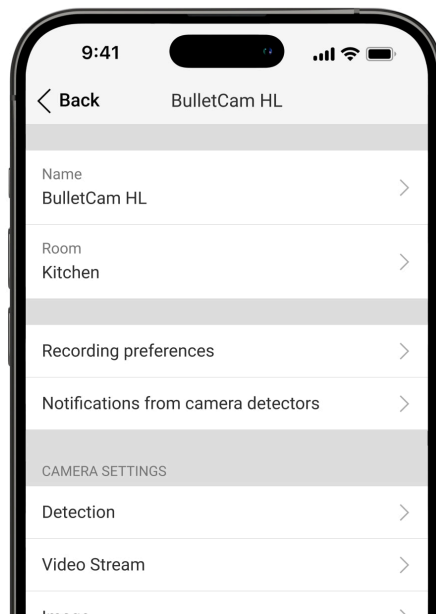 9:41
Back
BulletCam HL
Name
BulletCam HL
Room
Kitchen
Recording preferences
Notifications from camera detectors
CAMERA SETTINGS
Detection
Video Stream